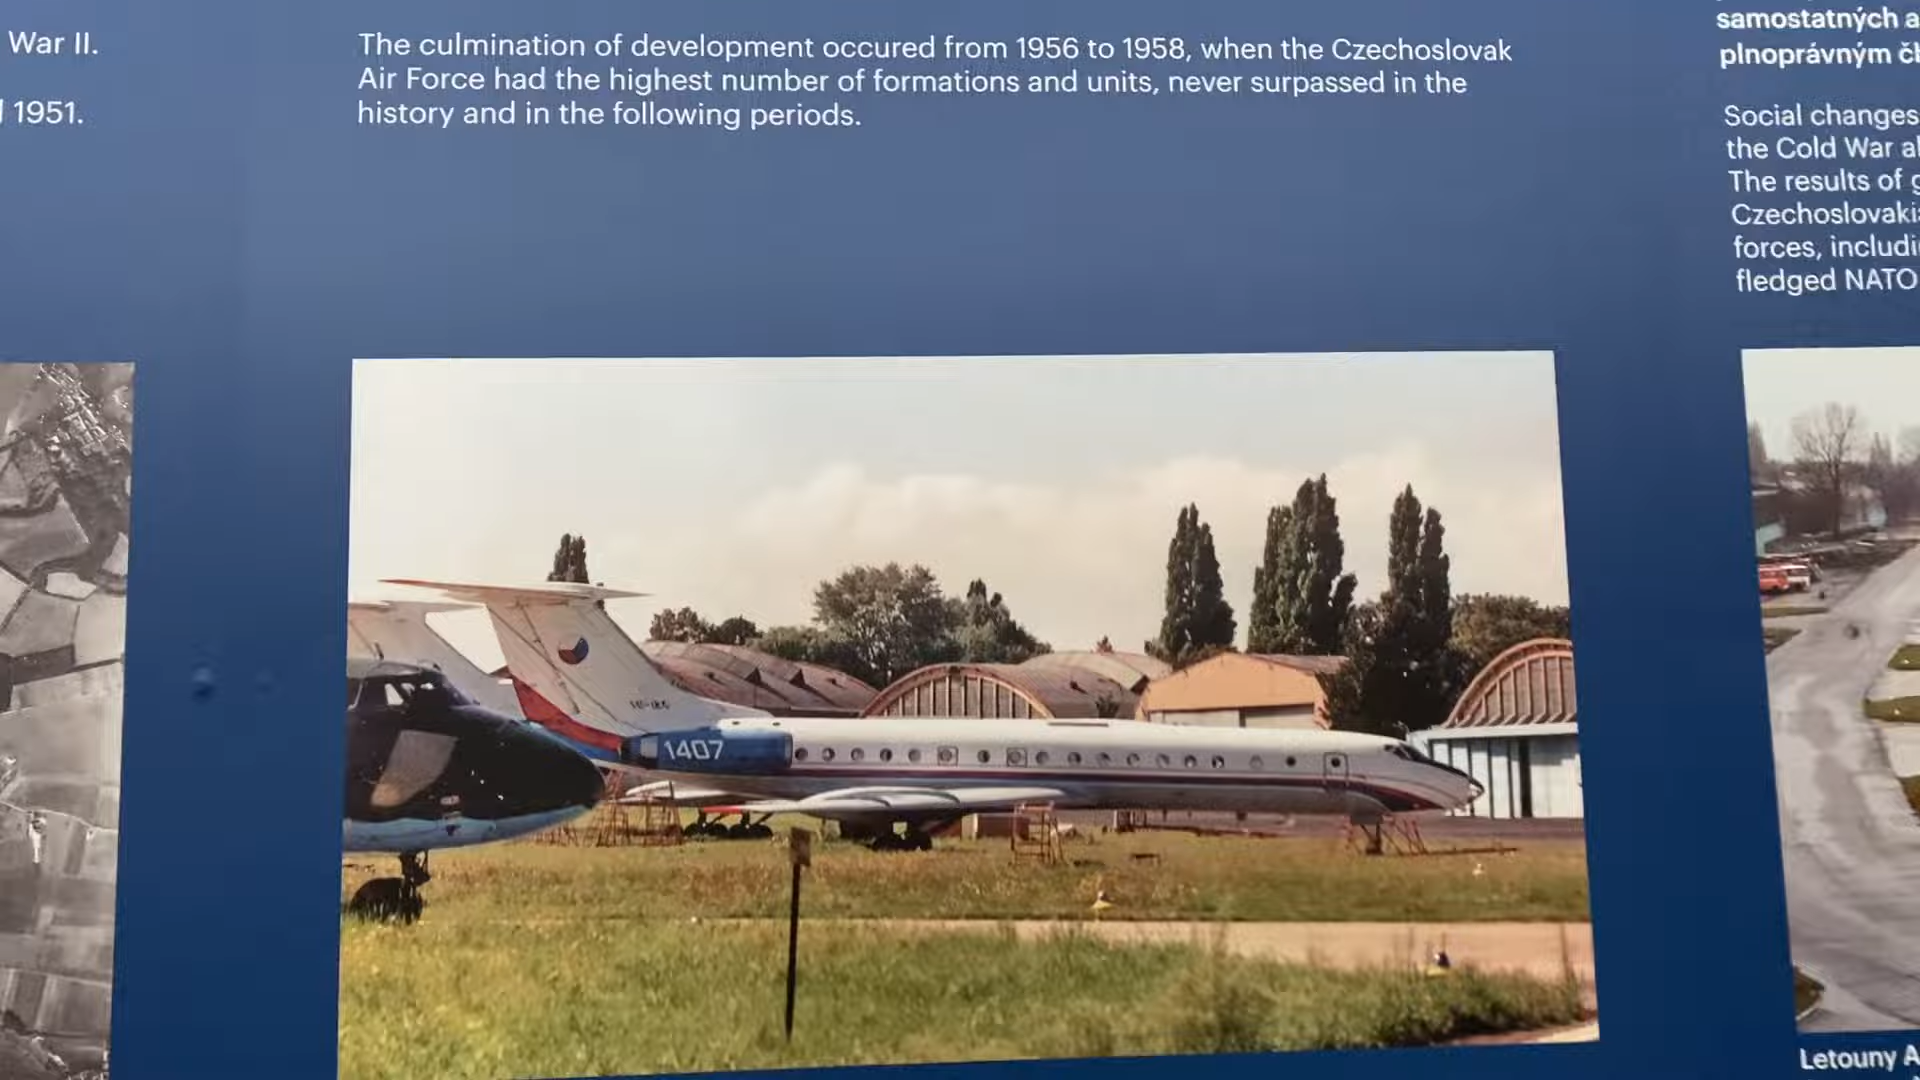 War II.
1951.
The culmination of development occured from 1956 to 1958, when the Czechoslovak
Air Force had the highest number of formations and units, never surpassed in the
history and in the following periods.
samostatných a
plnoprávným
Social changes
the Cold War
The results of
forces,
fledged NATO
1407
Letouny A